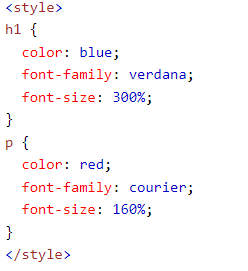 <style>
h1 {
  color: blue;
  font-family: verdana;
  font-size: 300%;
}
p {
  color: red;
  font-family: courier;
  font-size: 160%;
}
</style>